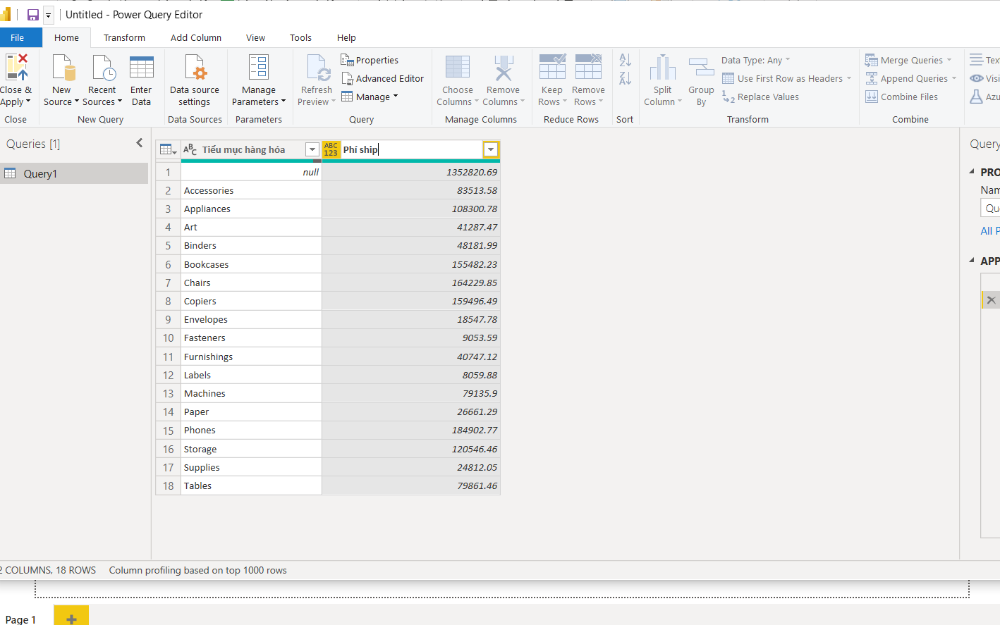 Untitled - Power Query Editor
File Home Transform Add Column View Tools Help
Close & Apply
New Source
Recent Sources
Enter Data
Data source settings
Manage Parameters
Refresh Preview
Properties
Advanced Editor
Manage
Choose Columns
Remove Columns
Keep Rows
Remove Rows
A Z
Z A
Split Column
Group By
Data Type: Any
Use First Row as Headers
1 2 Replace Values
Merge Queries
Append Queries
Combine Files
Close
New Query
Data Sources
Parameters
Query
Manage Columns
Reduce Rows
Sort
Transform
Combine
Queries [1]
Query1
ABC Tiểu mục hàng hóa ABC 123 Phí ship
1 null 1352820.69
2 Accessories 83513.58
3 Appliances 108300.78
4 Art 41287.47
5 Binders 48181.99
6 Bookcases 155482.23
7 Chairs 164229.85
8 Copiers 159496.49
9 Envelopes 18547.78
10 Fasteners 9053.59
11 Furnishings 40747.12
12 Labels 8059.88
13 Machines 79135.9
14 Paper 26661.29
15 Phones 184902.77
16 Storage 120546.46
17 Supplies 24812.05
18 Tables 79861.46
Query
PRO
Nam
Qu
All P
APP
2 COLUMNS, 18 ROWS Column profiling based on top 1000 rows
Page 1